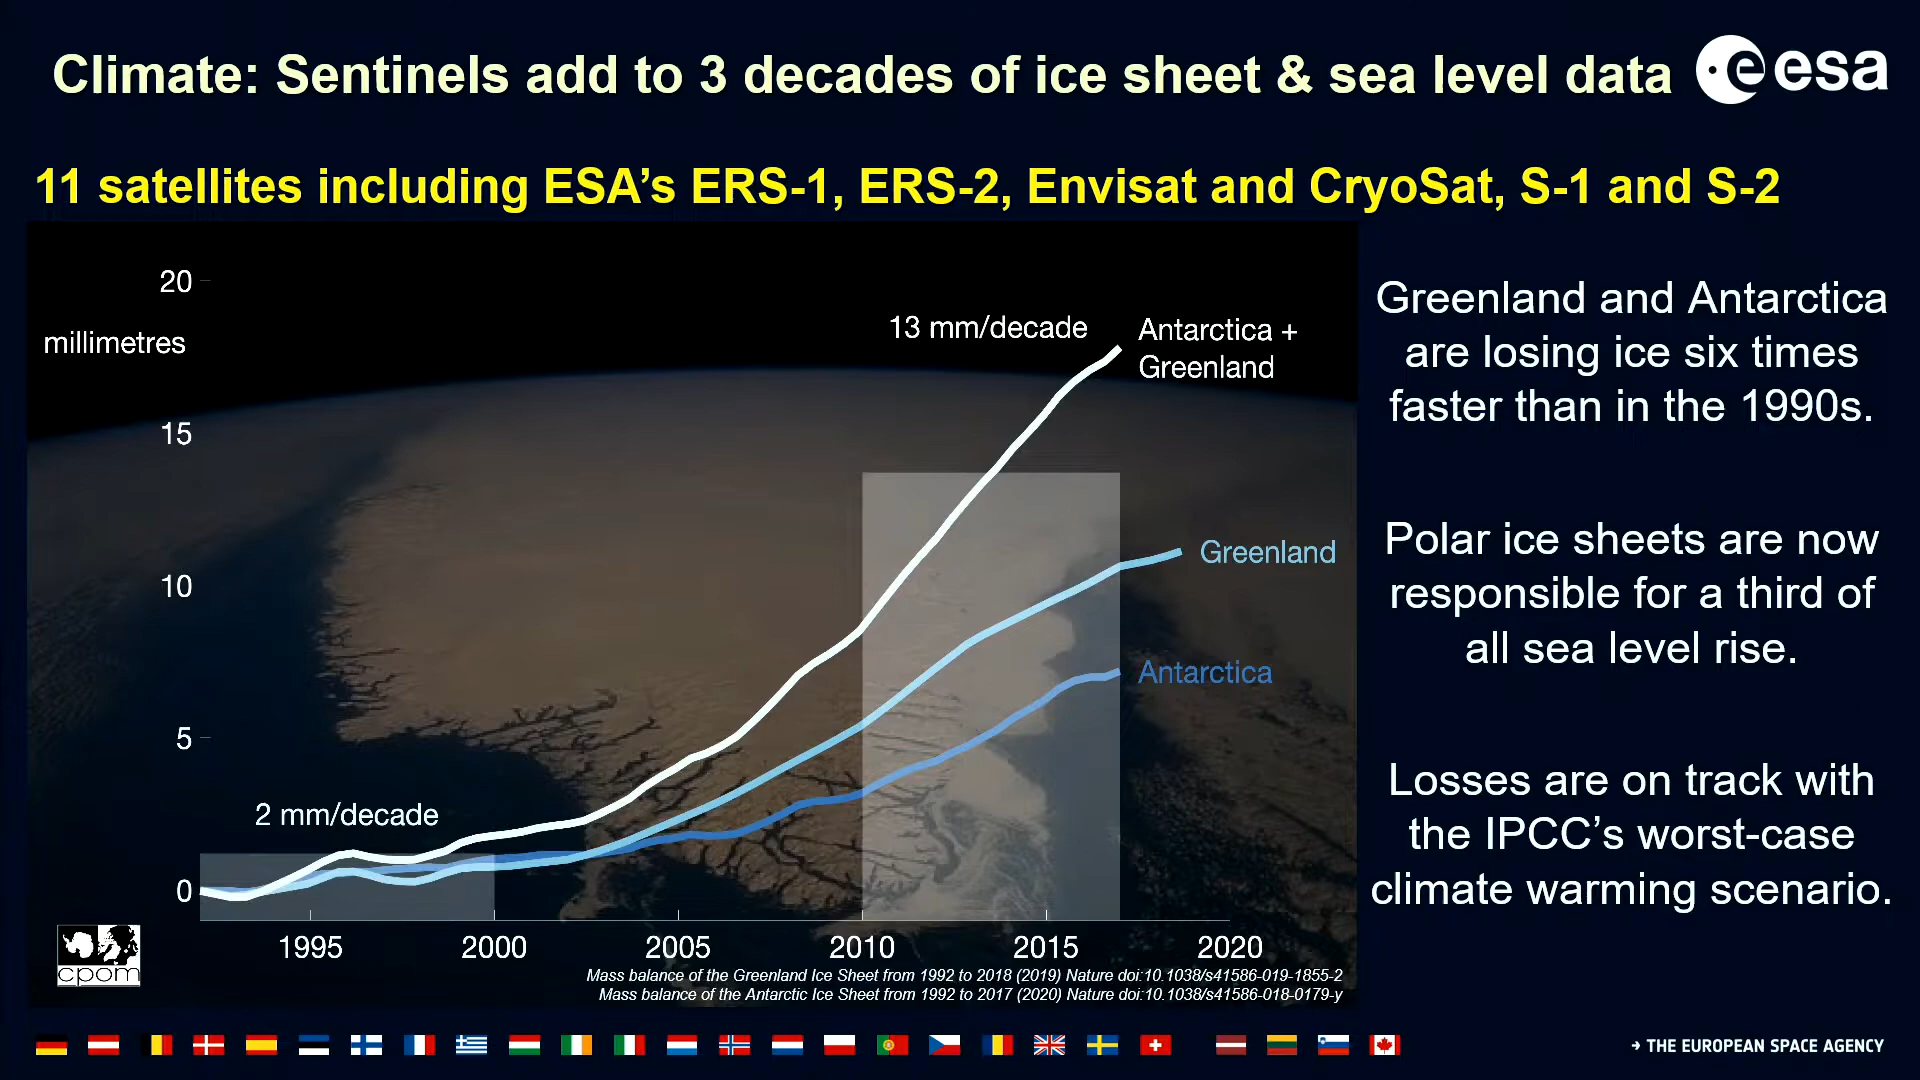 Climate: Sentinels add to 3 decades of ice sheet & sea level data
esa
11 satellites including ESA’s ERS-1, ERS-2, Envisat and CryoSat, S-1 and S-2
20
millimetres
15
10
5
0
13 mm/decade
Antarctica +
Greenland
Greenland
Antarctica
2 mm/decade
1995 2000 2005 2010 2015 2020
cpom
Mass balance of the Greenland Ice Sheet from 1992 to 2018 (2019) Nature doi:10.1038/s41586-019-1855-2
Mass balance of the Antarctic Ice Sheet from 1992 to 2017 (2020) Nature doi:10.1038/s41586-018-0179-y
Greenland and Antarctica
are losing ice six times
faster than in the 1990s.
Polar ice sheets are now
responsible for a third of
all sea level rise.
Losses are on track with
the IPCC’s worst-case
climate warming scenario.
→ THE EUROPEAN SPACE AGENCY